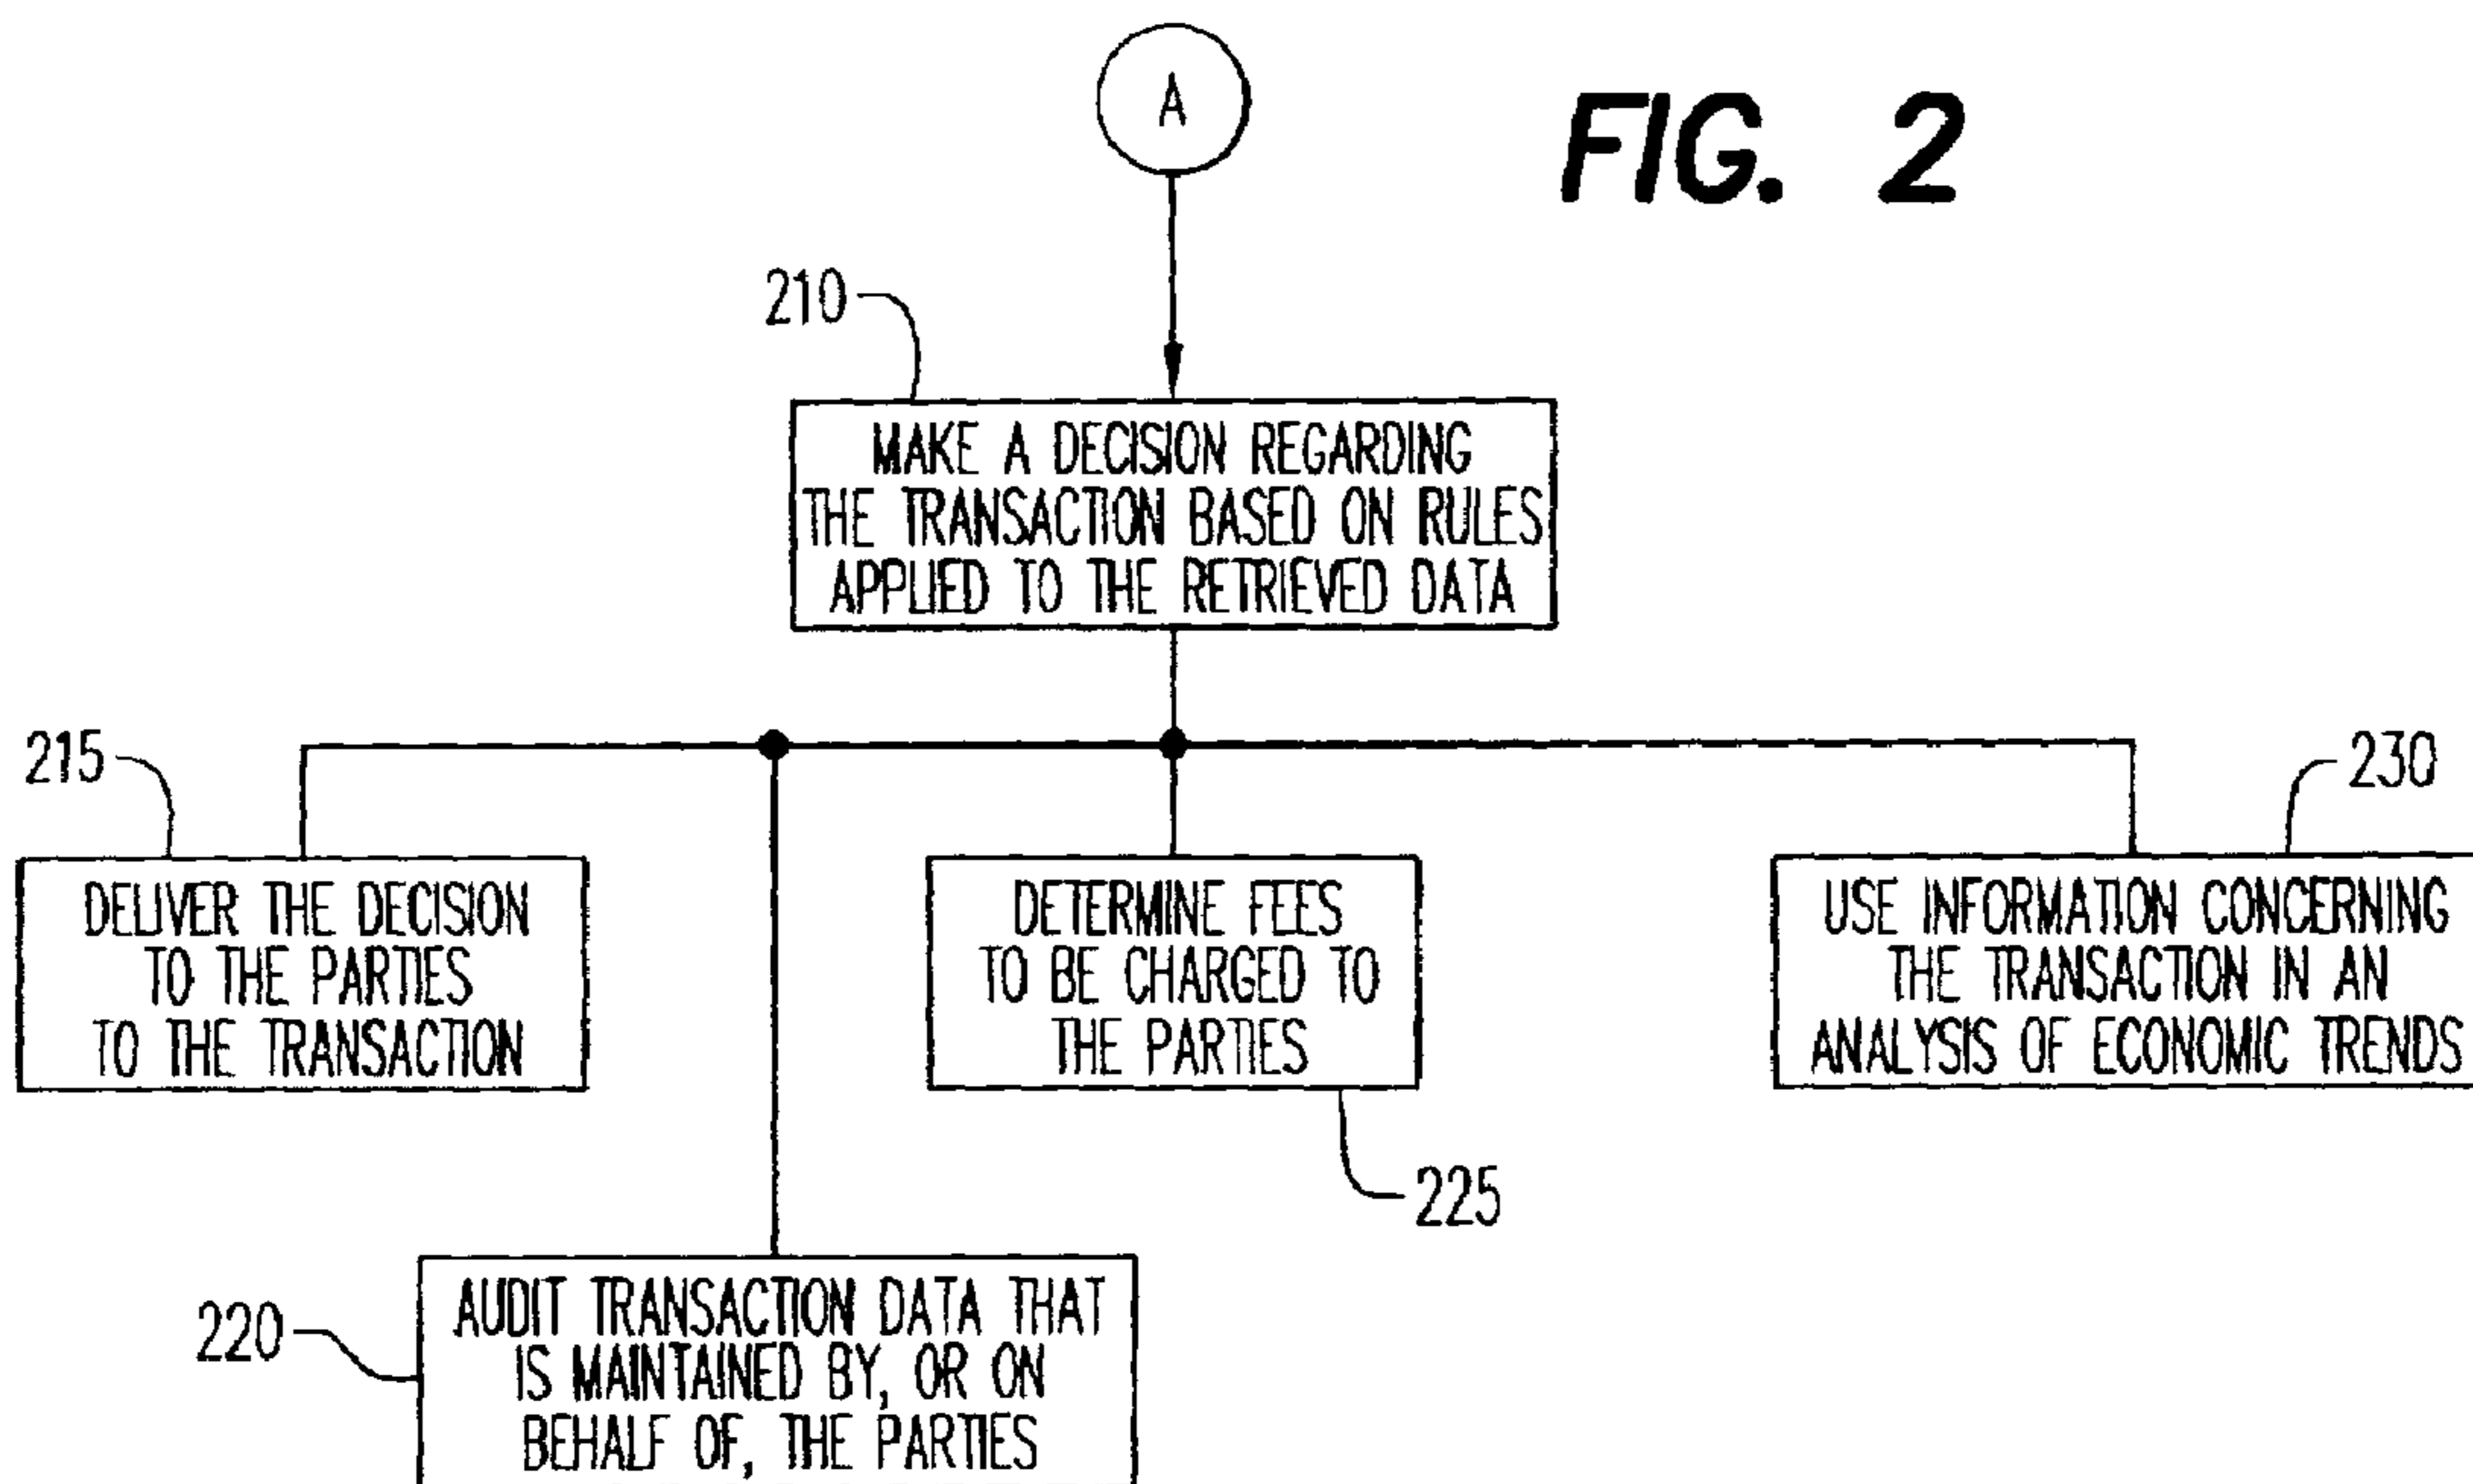 A
FIG. 2
210
MAKE A DECISION REGARDING
THE TRANSACTION BASED ON RULES
APPLIED TO THE RETRIEVED DATA
215
230
DELIVER THE DECISION
TO THE PARTIES
TO THE TRANSACTION
DETERMINE FEES
TO BE CHARGED TO
THE PARTIES
USE INFORMATION CONCERNING
THE TRANSACTION IN AN
ANALYSIS OF ECONOMIC TRENDS
225
220
AUDIT TRANSACTION DATA THAT
IS MAINTAINED BY, OR ON
BEHALF OF, THE PARTIES